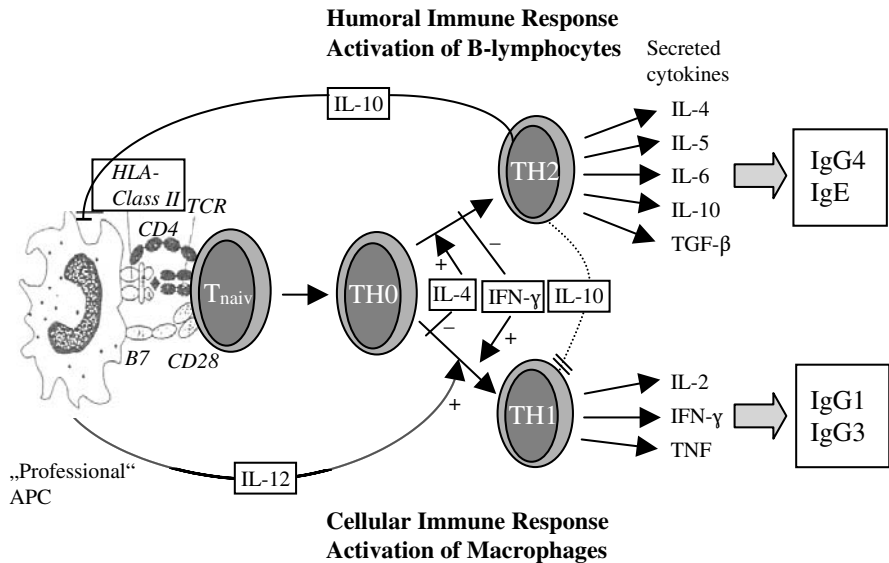 Humoral Immune Response
Activation of B-lymphocytes
Secreted
cytokines
IL-10
HLA-
Class II
TCR
CD4
B7
CD28
Tnaiv
TH0
TH2
IL-4
IL-5
IL-6
IL-10
TGF-β
IgG4
IgE
+
–
IL-4
IFN-γ
IL-10
–
+
+
TH1
IL-2
IFN-γ
TNF
IgG1
IgG3
IL-12
„Professional“
APC
Cellular Immune Response
Activation of Macrophages